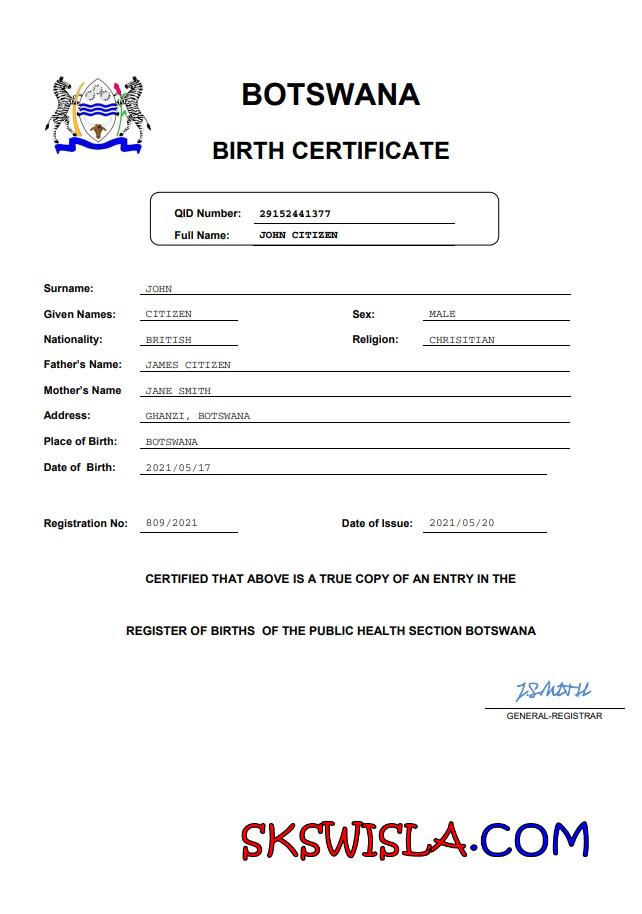 BOTSWANA
BIRTH CERTIFICATE
QID Number: 29152441377
Full Name: JOHN CITIZEN
Surname: JOHN
Given Names: CITIZEN Sex: MALE
Nationality: BRITISH Religion: CHRISITIAN
Father's Name: JAMES CITIZEN
Mother's Name JANE SMITH
Address: GHANZI, BOTSWANA
Place of Birth: BOTSWANA
Date of Birth: 2021/05/17
Registration No: 809/2021 Date of Issue: 2021/05/20
CERTIFIED THAT ABOVE IS A TRUE COPY OF AN ENTRY IN THE
REGISTER OF BIRTHS OF THE PUBLIC HEALTH SECTION BOTSWANA
J.SMITH
GENERAL-REGISTRAR
SKSWISLA.COM